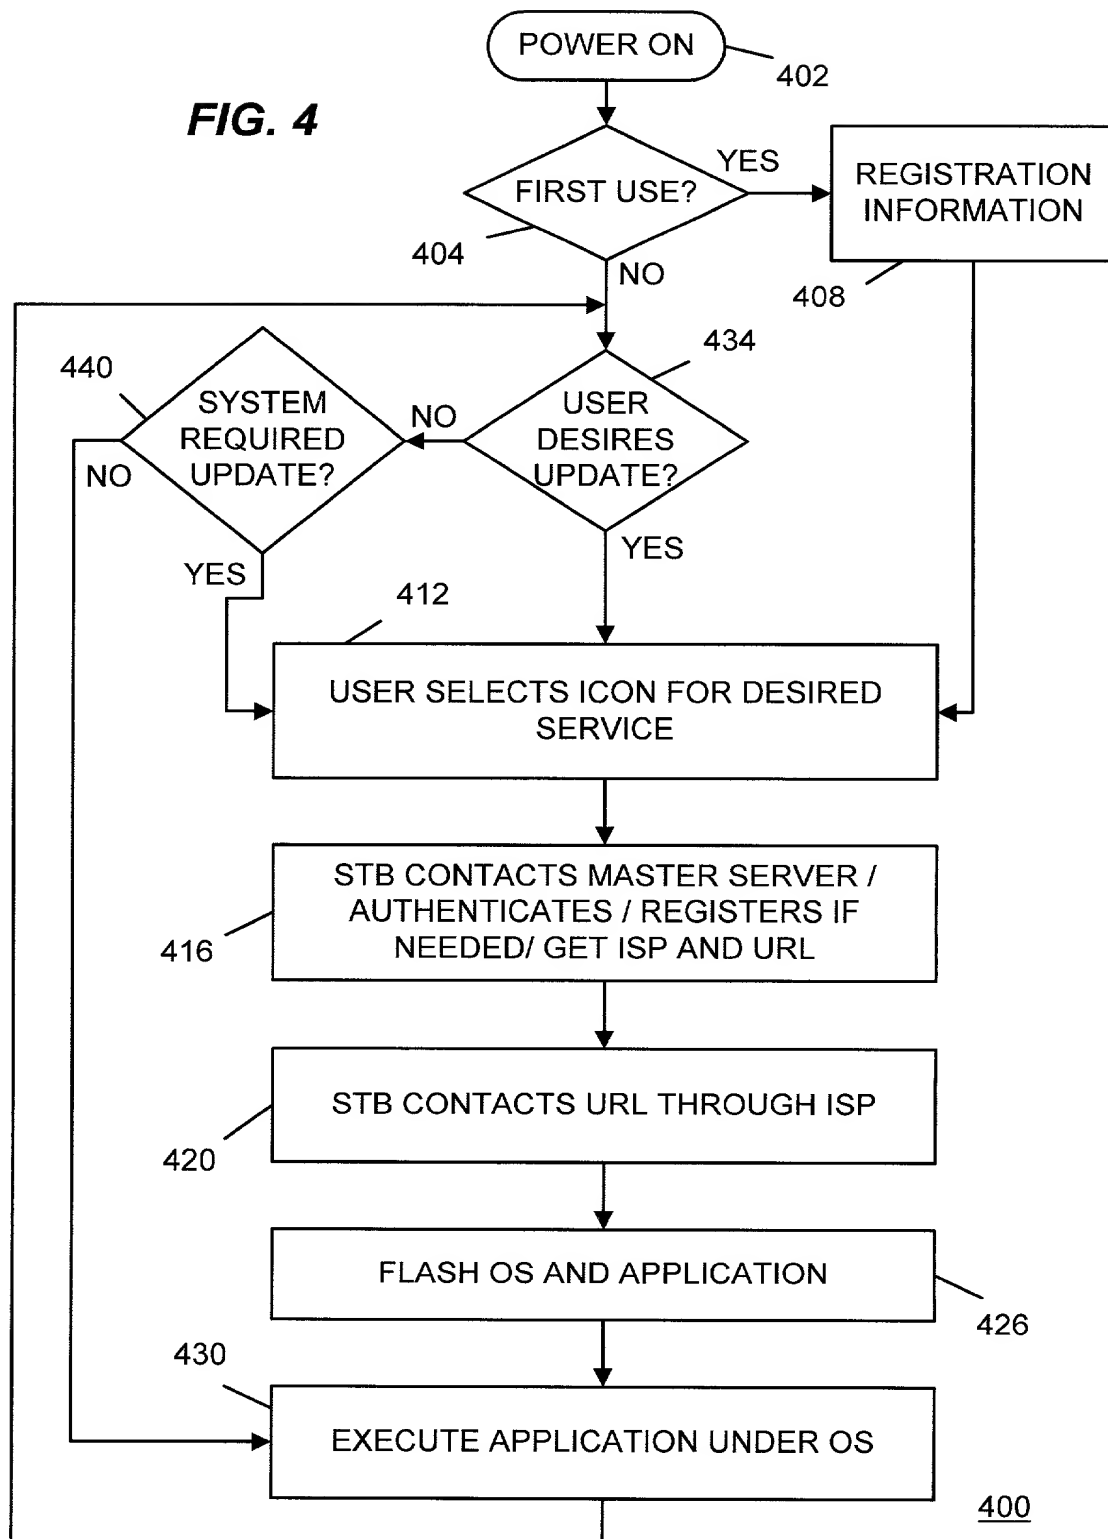 POWER ON
402
FIG. 4
FIRST USE?
YES
404
NO
REGISTRATION
INFORMATION
408
434
440
SYSTEM
REQUIRED
UPDATE?
NO
USER
DESIRES
UPDATE?
NO
YES
YES
412
USER SELECTS ICON FOR DESIRED
SERVICE
STB CONTACTS MASTER SERVER /
AUTHENTICATES / REGISTERS IF
NEEDED/ GET ISP AND URL
416
STB CONTACTS URL THROUGH ISP
420
FLASH OS AND APPLICATION
426
430
EXECUTE APPLICATION UNDER OS
400